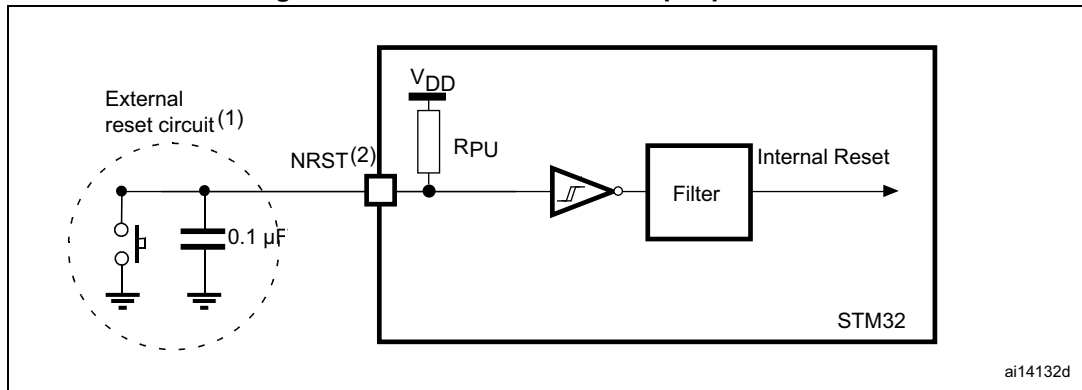 VDD
External
reset circuit(1)
NRST(2)
RPU
Internal Reset
Filter
0.1 µF
STM32
ai14132d